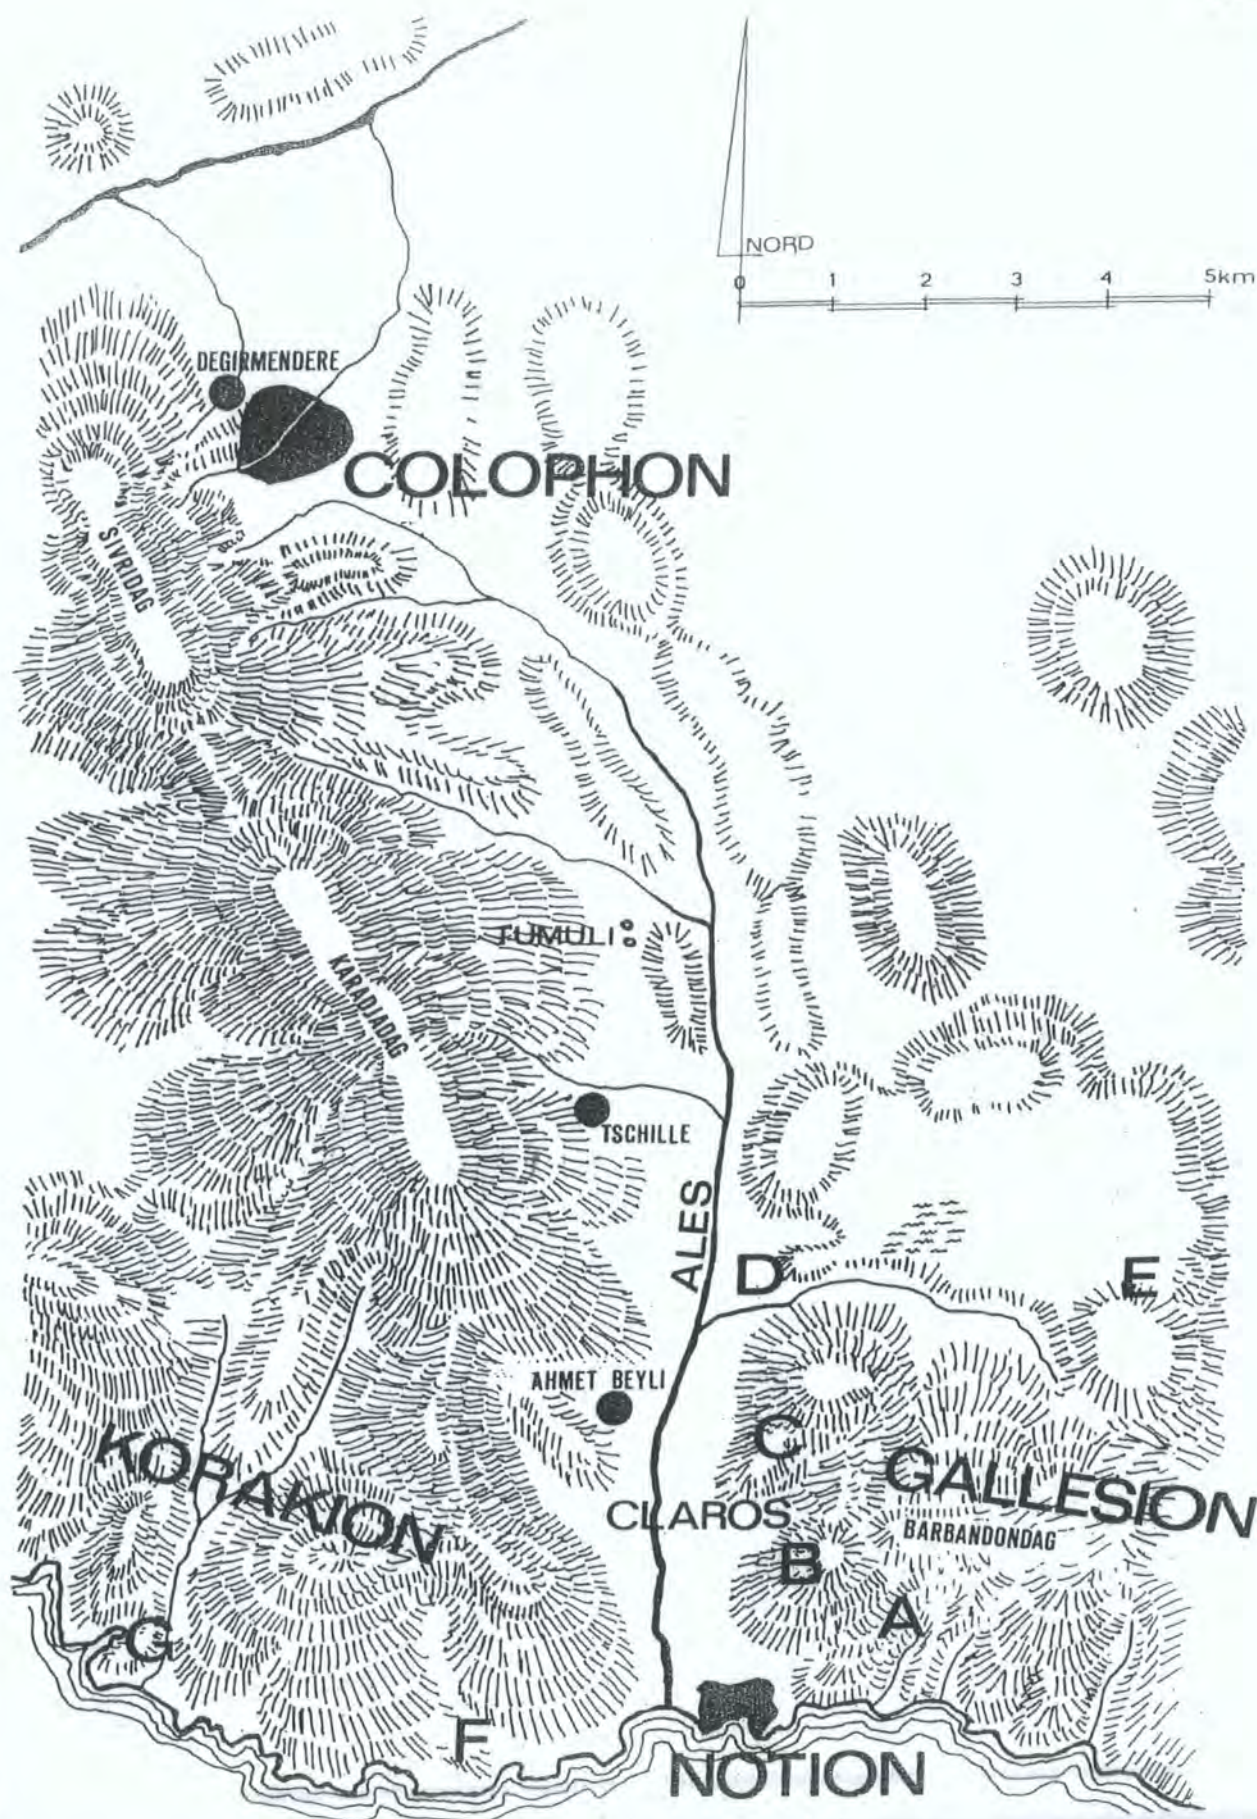 NORD
0 1 2 3 4 5km
DEGIRMENDERE
COLOPHON
SIVRIDAG
TUMULI
KARADJADAG
TSCHILLE
ALES
D
E
AHMET BEYLI
C
KORAKION
GALLESION
CLAROS
BARBANDONDAG
B
A
G
F
NOTION